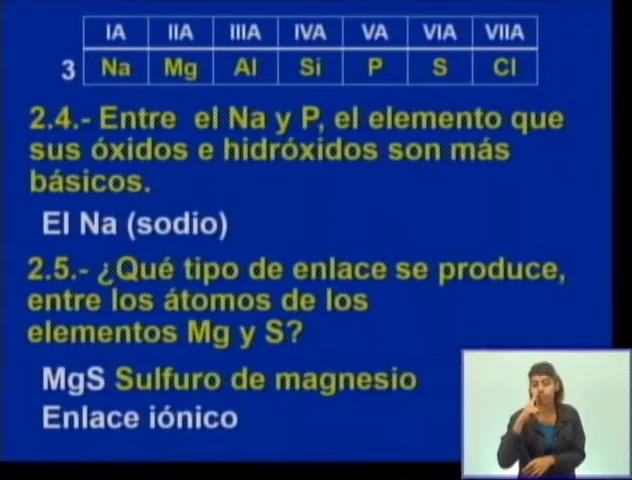 IA IIA IIIA IVA VA VIA VIIA
3 Na Mg Al Si P S Cl
2.4.- Entre el Na y P, el elemento que
sus óxidos e hidróxidos son más
básicos.
El Na (sodio)
2.5.- ¿Qué tipo de enlace se produce,
entre los átomos de los
elementos Mg y S?
MgS Sulfuro de magnesio
Enlace iónico